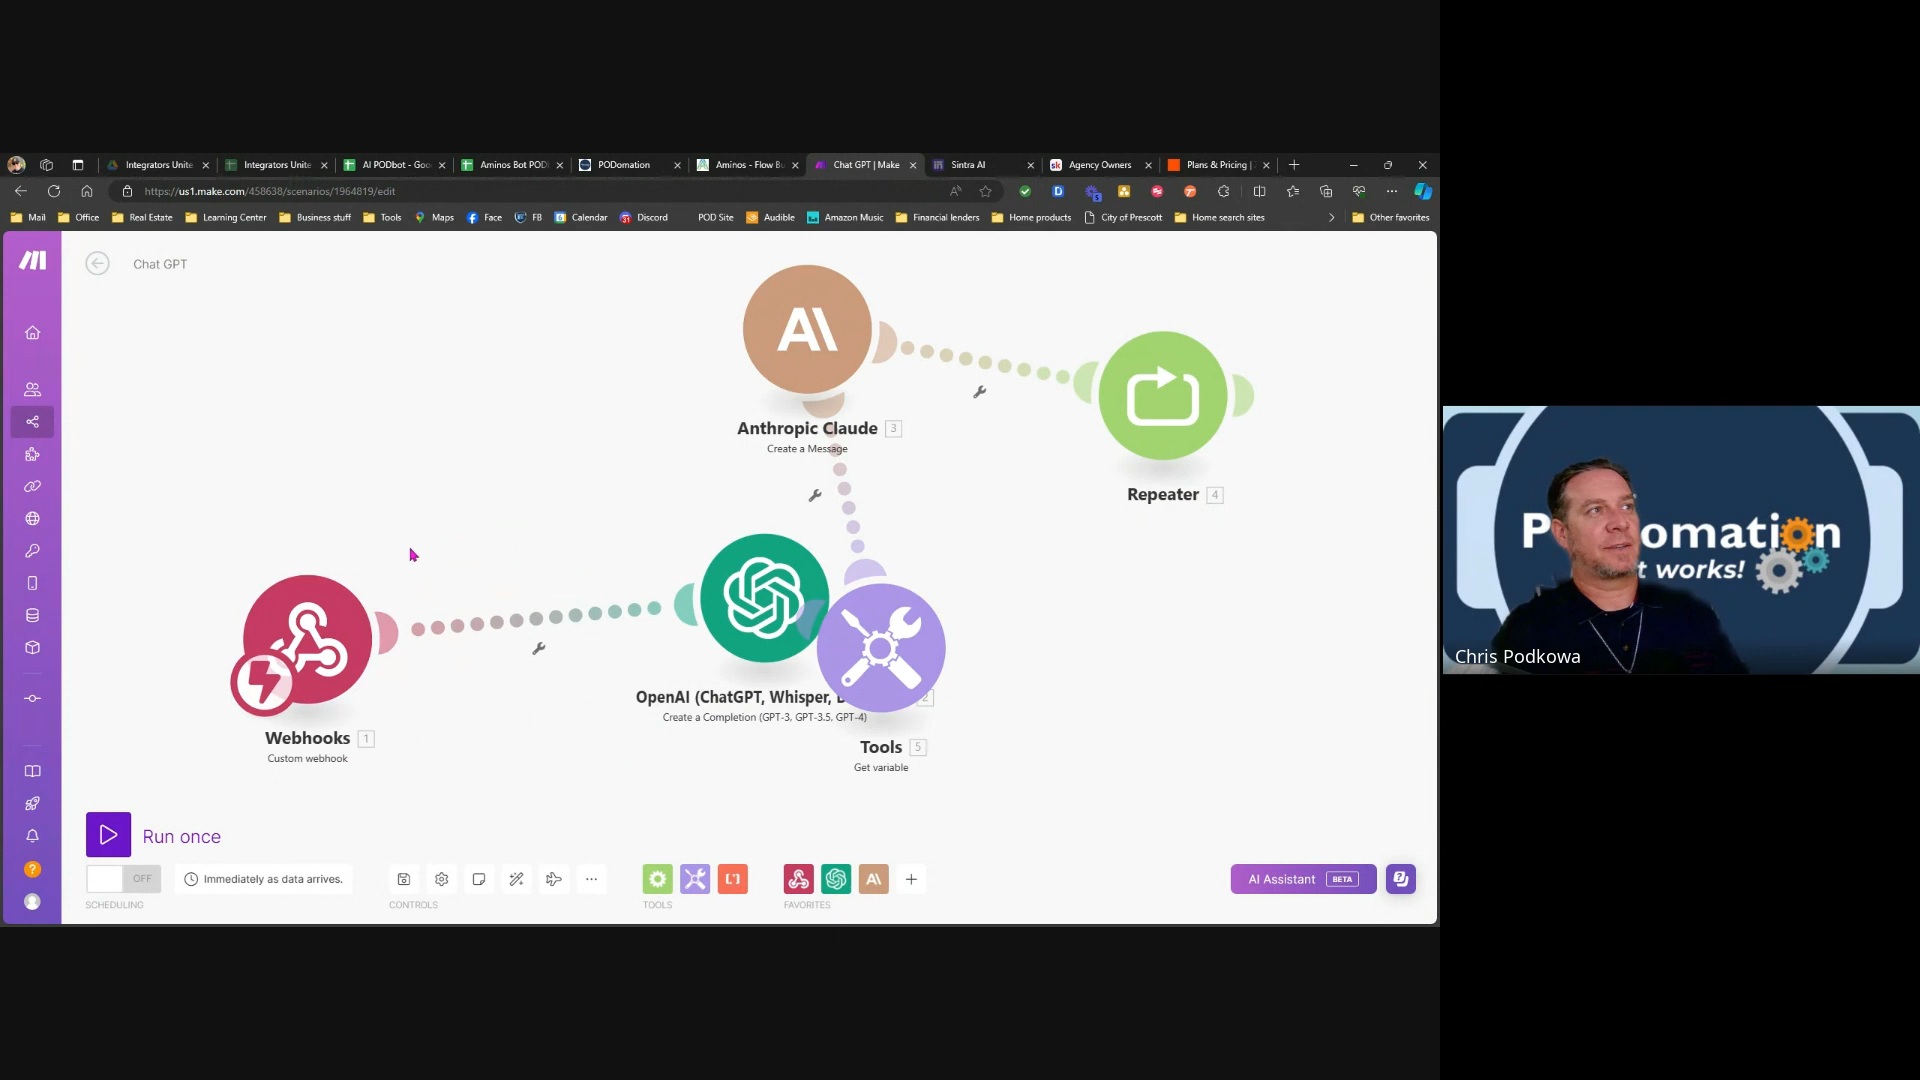 Integrators Unite
Integrators Unite
AI PODbot - Goo
Aminos Bot POD
PODomation
Aminos - Flow B
Chat GPT | Make
Sintra AI
Agency Owners
Plans & Pricing |
https://us1.make.com/458638/scenarios/1964819/edit
Mail
Office
Real Estate
Learning Center
Business stuff
Tools
Maps
Face
FB
Calendar
Discord
POD Site
Audible
Amazon Music
Financial lenders
Home products
City of Prescott
Home search sites
Other favorites
Chat GPT
Anthropic Claude 3
Create a Message
Repeater 4
OpenAI (ChatGPT, Whisper,
Create a Completion (GPT-3, GPT-3.5, GPT-4)
Webhooks 1
Custom webhook
Tools 5
Get variable
Run once
OFF
Immediately as data arrives.
SCHEDULING
CONTROLS
TOOLS
FAVORITES
AI Assistant BETA
P omation
t works!
Chris Podkowa